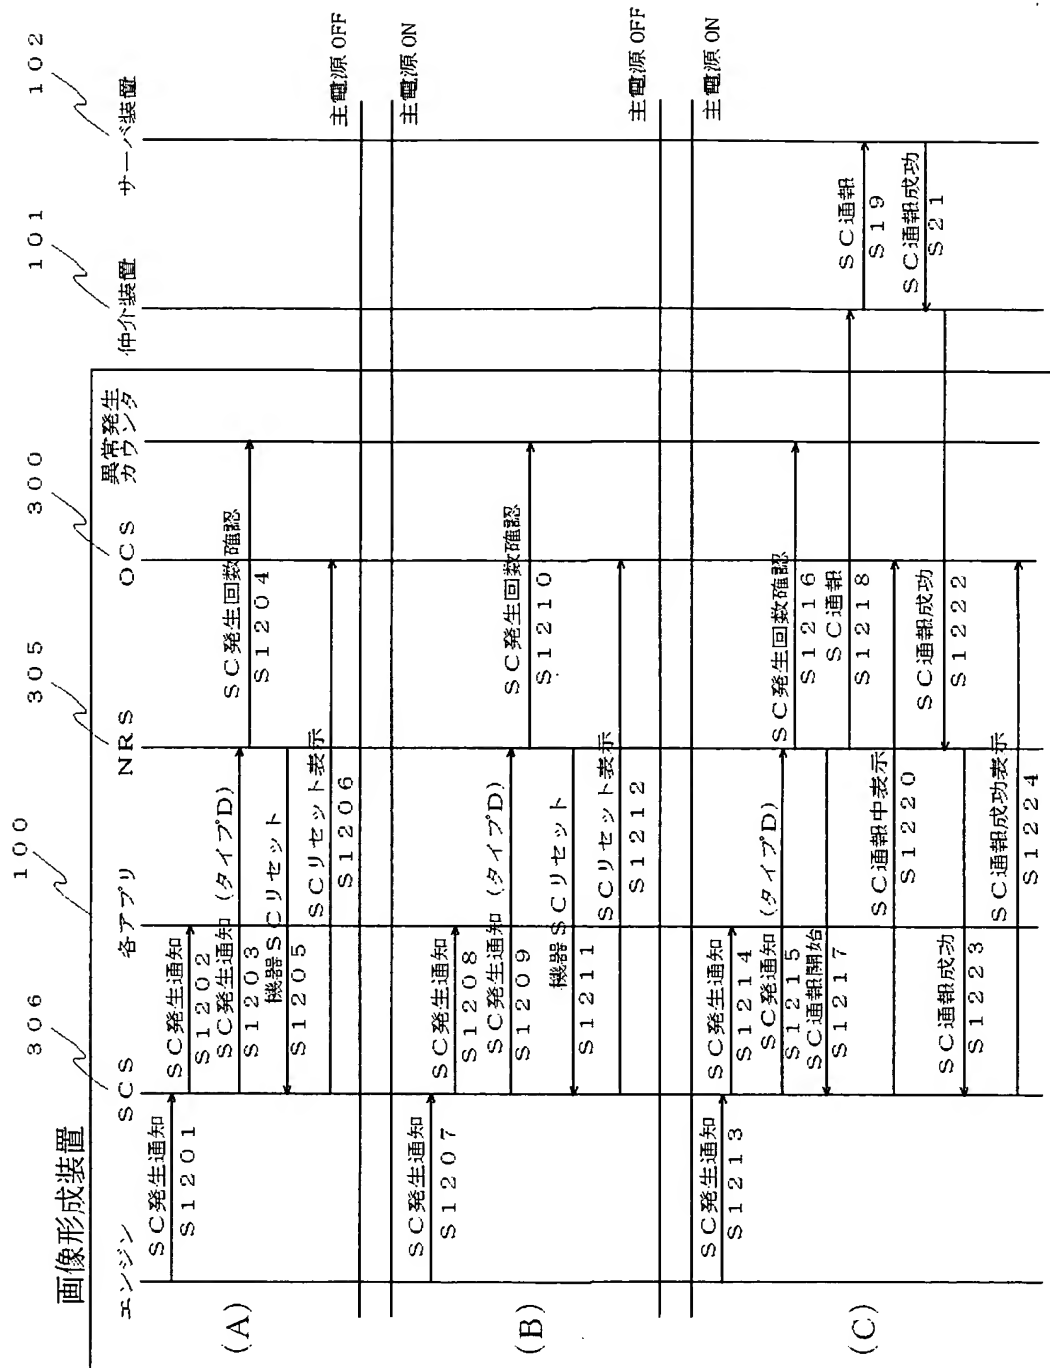 画像形成装置
１００
３０６
３０５
３００
１０１
１０２
エンジン
ＳＣＳ
各アプリ
ＮＲＳ
ＯＣＳ
異常発生
カウンタ
仲介装置
サーバ装置
(A)
ＳＣ発生通知
Ｓ１２０１
ＳＣ発生通知
Ｓ１２０２
ＳＣ発生通知（タイプD）
Ｓ１２０３
ＳＣ発生回数確認
Ｓ１２０４
機器ＳＣリセット
Ｓ１２０５
ＳＣリセット表示
Ｓ１２０６
主電源OFF
主電源ON
(B)
ＳＣ発生通知
Ｓ１２０７
ＳＣ発生通知
Ｓ１２０８
ＳＣ発生通知（タイプD）
Ｓ１２０９
ＳＣ発生回数確認
Ｓ１２１０
機器ＳＣリセット
Ｓ１２１１
ＳＣリセット表示
Ｓ１２１２
主電源OFF
主電源ON
(C)
ＳＣ発生通知
Ｓ１２１３
ＳＣ発生通知
Ｓ１２１４
ＳＣ発通知（タイプD）
Ｓ１２１５
ＳＣ発生回数確認
Ｓ１２１６
ＳＣ通報開始
Ｓ１２１７
ＳＣ通報
Ｓ１２１８
ＳＣ通報
Ｓ１９
ＳＣ通報中表示
Ｓ１２２０
ＳＣ通報成功
Ｓ２１
ＳＣ通報成功
Ｓ１２２２
ＳＣ通報成功
Ｓ１２２３
ＳＣ通報成功表示
Ｓ１２２４